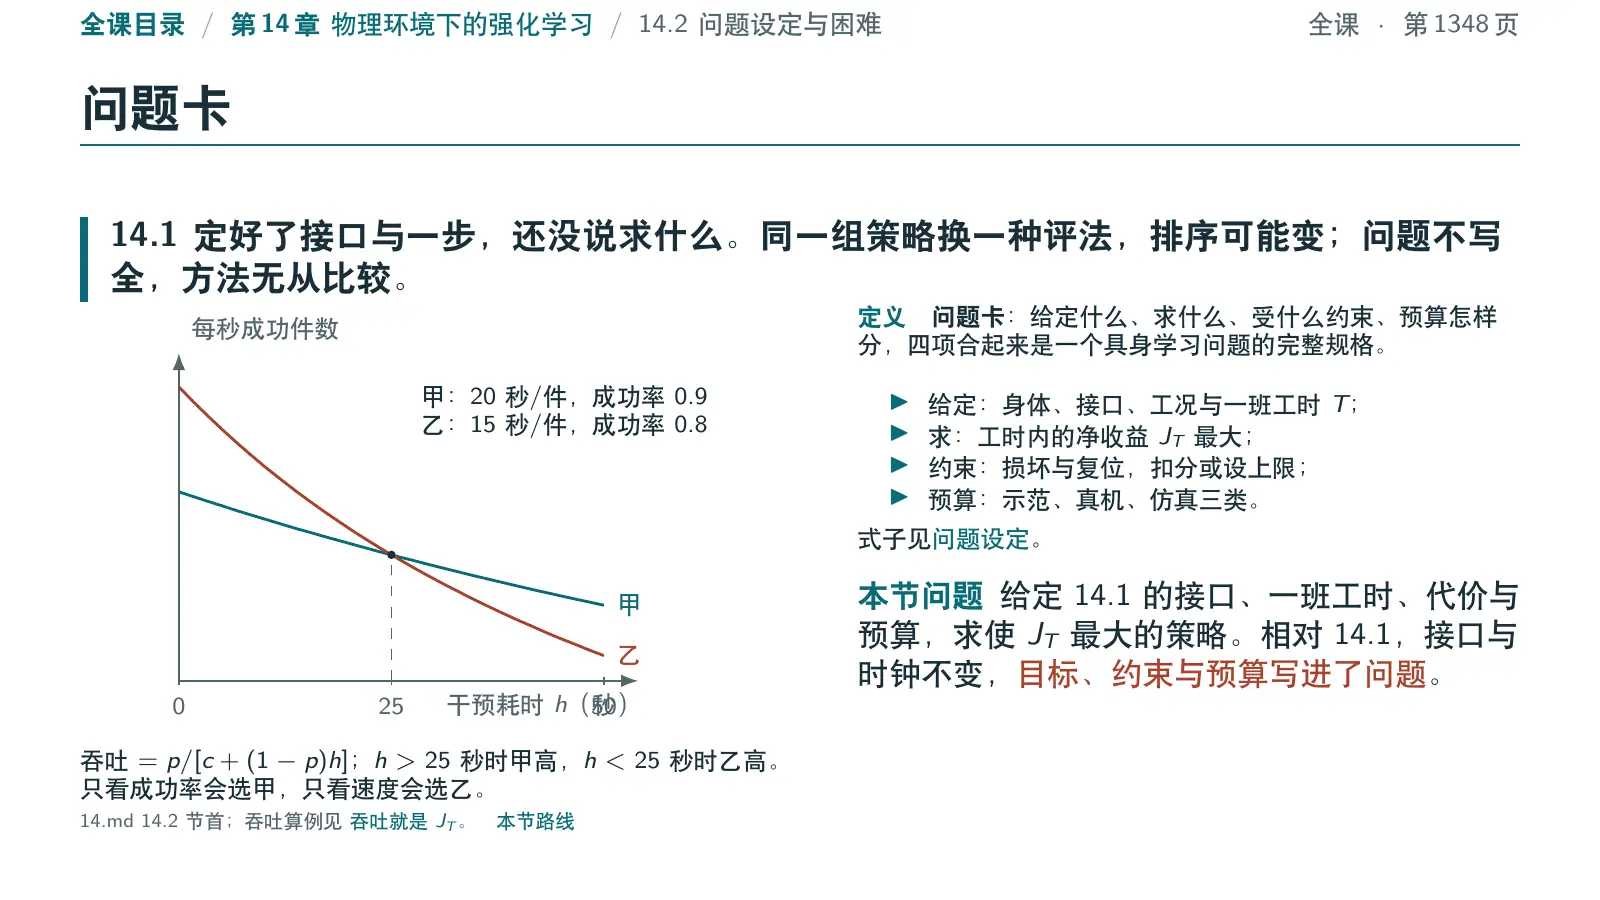 全课目录 / 第 14 章 物理环境下的强化学习 / 14.2 问题设定与困难
全课 · 第 1348 页
问题卡
14.1 定好了接口与一步，还没说求什么。同一组策略换一种评法，排序可能变；问题不写
全，方法无从比较。
每秒成功件数
甲：20 秒/件，成功率 0.9
乙：15 秒/件，成功率 0.8
甲
乙
0
25
50
干预耗时 h（秒）
吞吐 = p/[c + (1 − p)h]；h > 25 秒时甲高，h < 25 秒时乙高。
只看成功率会选甲，只看速度会选乙。
14.md 14.2 节首；吞吐算例见 吞吐就是 J_T。 本节路线
定义 问题卡：给定什么、求什么、受什么约束、预算怎样
分，四项合起来是一个具身学习问题的完整规格。
▶ 给定：身体、接口、工况与一班工时 T；
▶ 求：工时内的净收益 J_T 最大；
▶ 约束：损坏与复位，扣分或设上限；
▶ 预算：示范、真机、仿真三类。
式子见问题设定。
本节问题 给定 14.1 的接口、一班工时、代价与
预算，求使 J_T 最大的策略。相对 14.1，接口与
时钟不变，目标、约束与预算写进了问题。